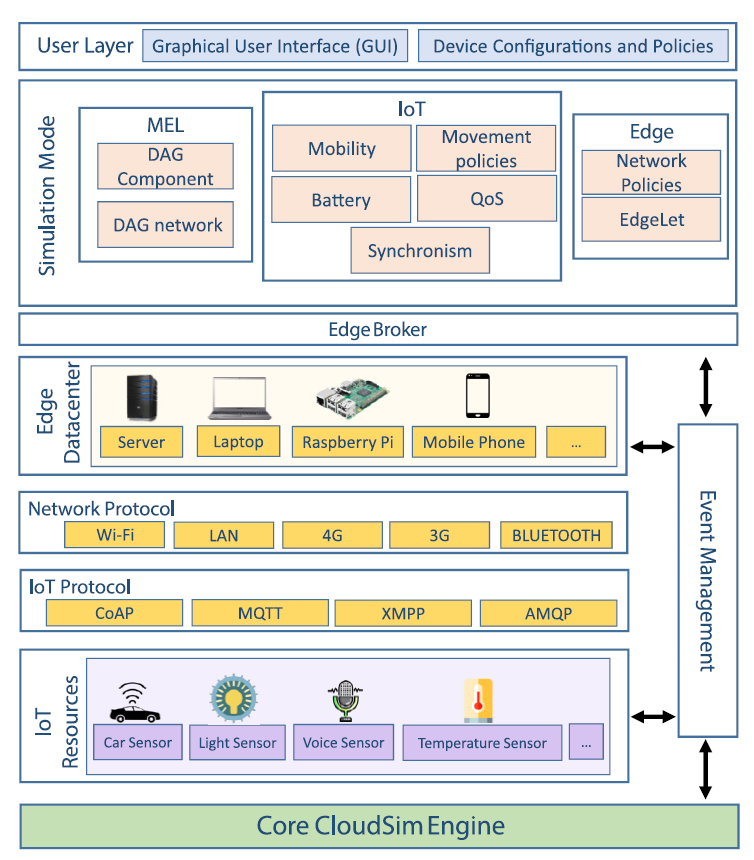 User Layer
Graphical User Interface (GUI)
Device Configurations and Policies
Simulation Mode
MEL
DAG
Component
DAG network
IoT
Mobility
Movement
policies
Battery
QoS
Synchronism
Edge
Network
Policies
EdgeLet
Edge Broker
Edge
Datacenter
Server
Laptop
Raspberry Pi
Mobile Phone
...
Network Protocol
Wi-Fi
LAN
4G
3G
BLUETOOTH
IoT Protocol
CoAP
MQTT
XMPP
AMQP
Event Management
IoT
Resources
Car Sensor
Light Sensor
Voice Sensor
Temperature Sensor
...
Core CloudSim Engine